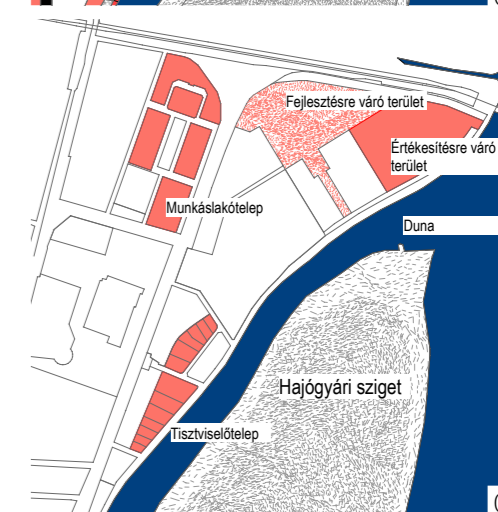 Fejlesztésre váró terület
Értékesítésre váró
terület
Munkáslakótelep
Duna
Hajógyári sziget
Tisztviselőtelep